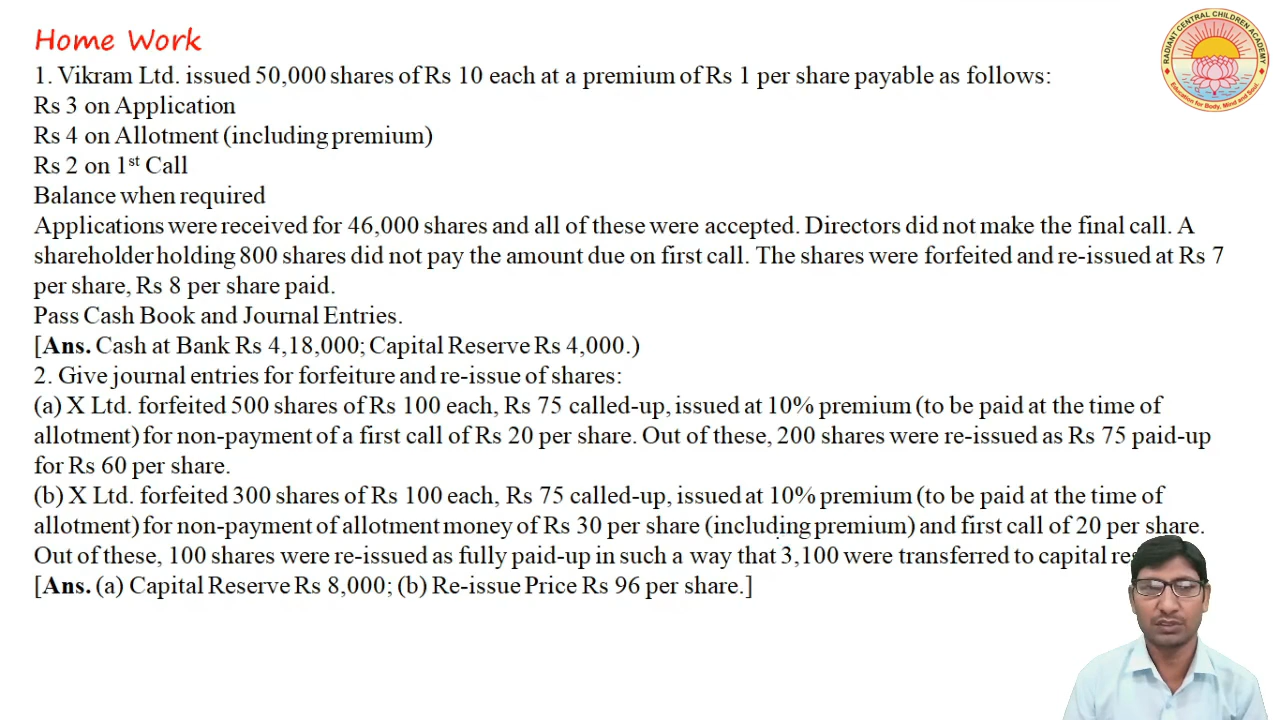 Home Work
1. Vikram Ltd. issued 50,000 shares of Rs 10 each at a premium of Rs 1 per share payable as follows:
Rs 3 on Application
Rs 4 on Allotment (including premium)
Rs 2 on 1st Call
Balance when required
Applications were received for 46,000 shares and all of these were accepted. Directors did not make the final call. A
shareholder holding 800 shares did not pay the amount due on first call. The shares were forfeited and re-issued at Rs 7
per share, Rs 8 per share paid.
Pass Cash Book and Journal Entries.
[Ans. Cash at Bank Rs 4,18,000; Capital Reserve Rs 4,000.)
2. Give journal entries for forfeiture and re-issue of shares:
(a) X Ltd. forfeited 500 shares of Rs 100 each, Rs 75 called-up, issued at 10% premium (to be paid at the time of
allotment) for non-payment of a first call of Rs 20 per share. Out of these, 200 shares were re-issued as Rs 75 paid-up
for Rs 60 per share.
(b) X Ltd. forfeited 300 shares of Rs 100 each, Rs 75 called-up, issued at 10% premium (to be paid at the time of
allotment) for non-payment of allotment money of Rs 30 per share (including premium) and first call of 20 per share.
Out of these, 100 shares were re-issued as fully paid-up in such a way that 3,100 were transferred to capital
[Ans. (a) Capital Reserve Rs 8,000; (b) Re-issue Price Rs 96 per share.]
RADIANT CENTRAL CHILDREN ACADEMY
Education for Body, Mind and Soul